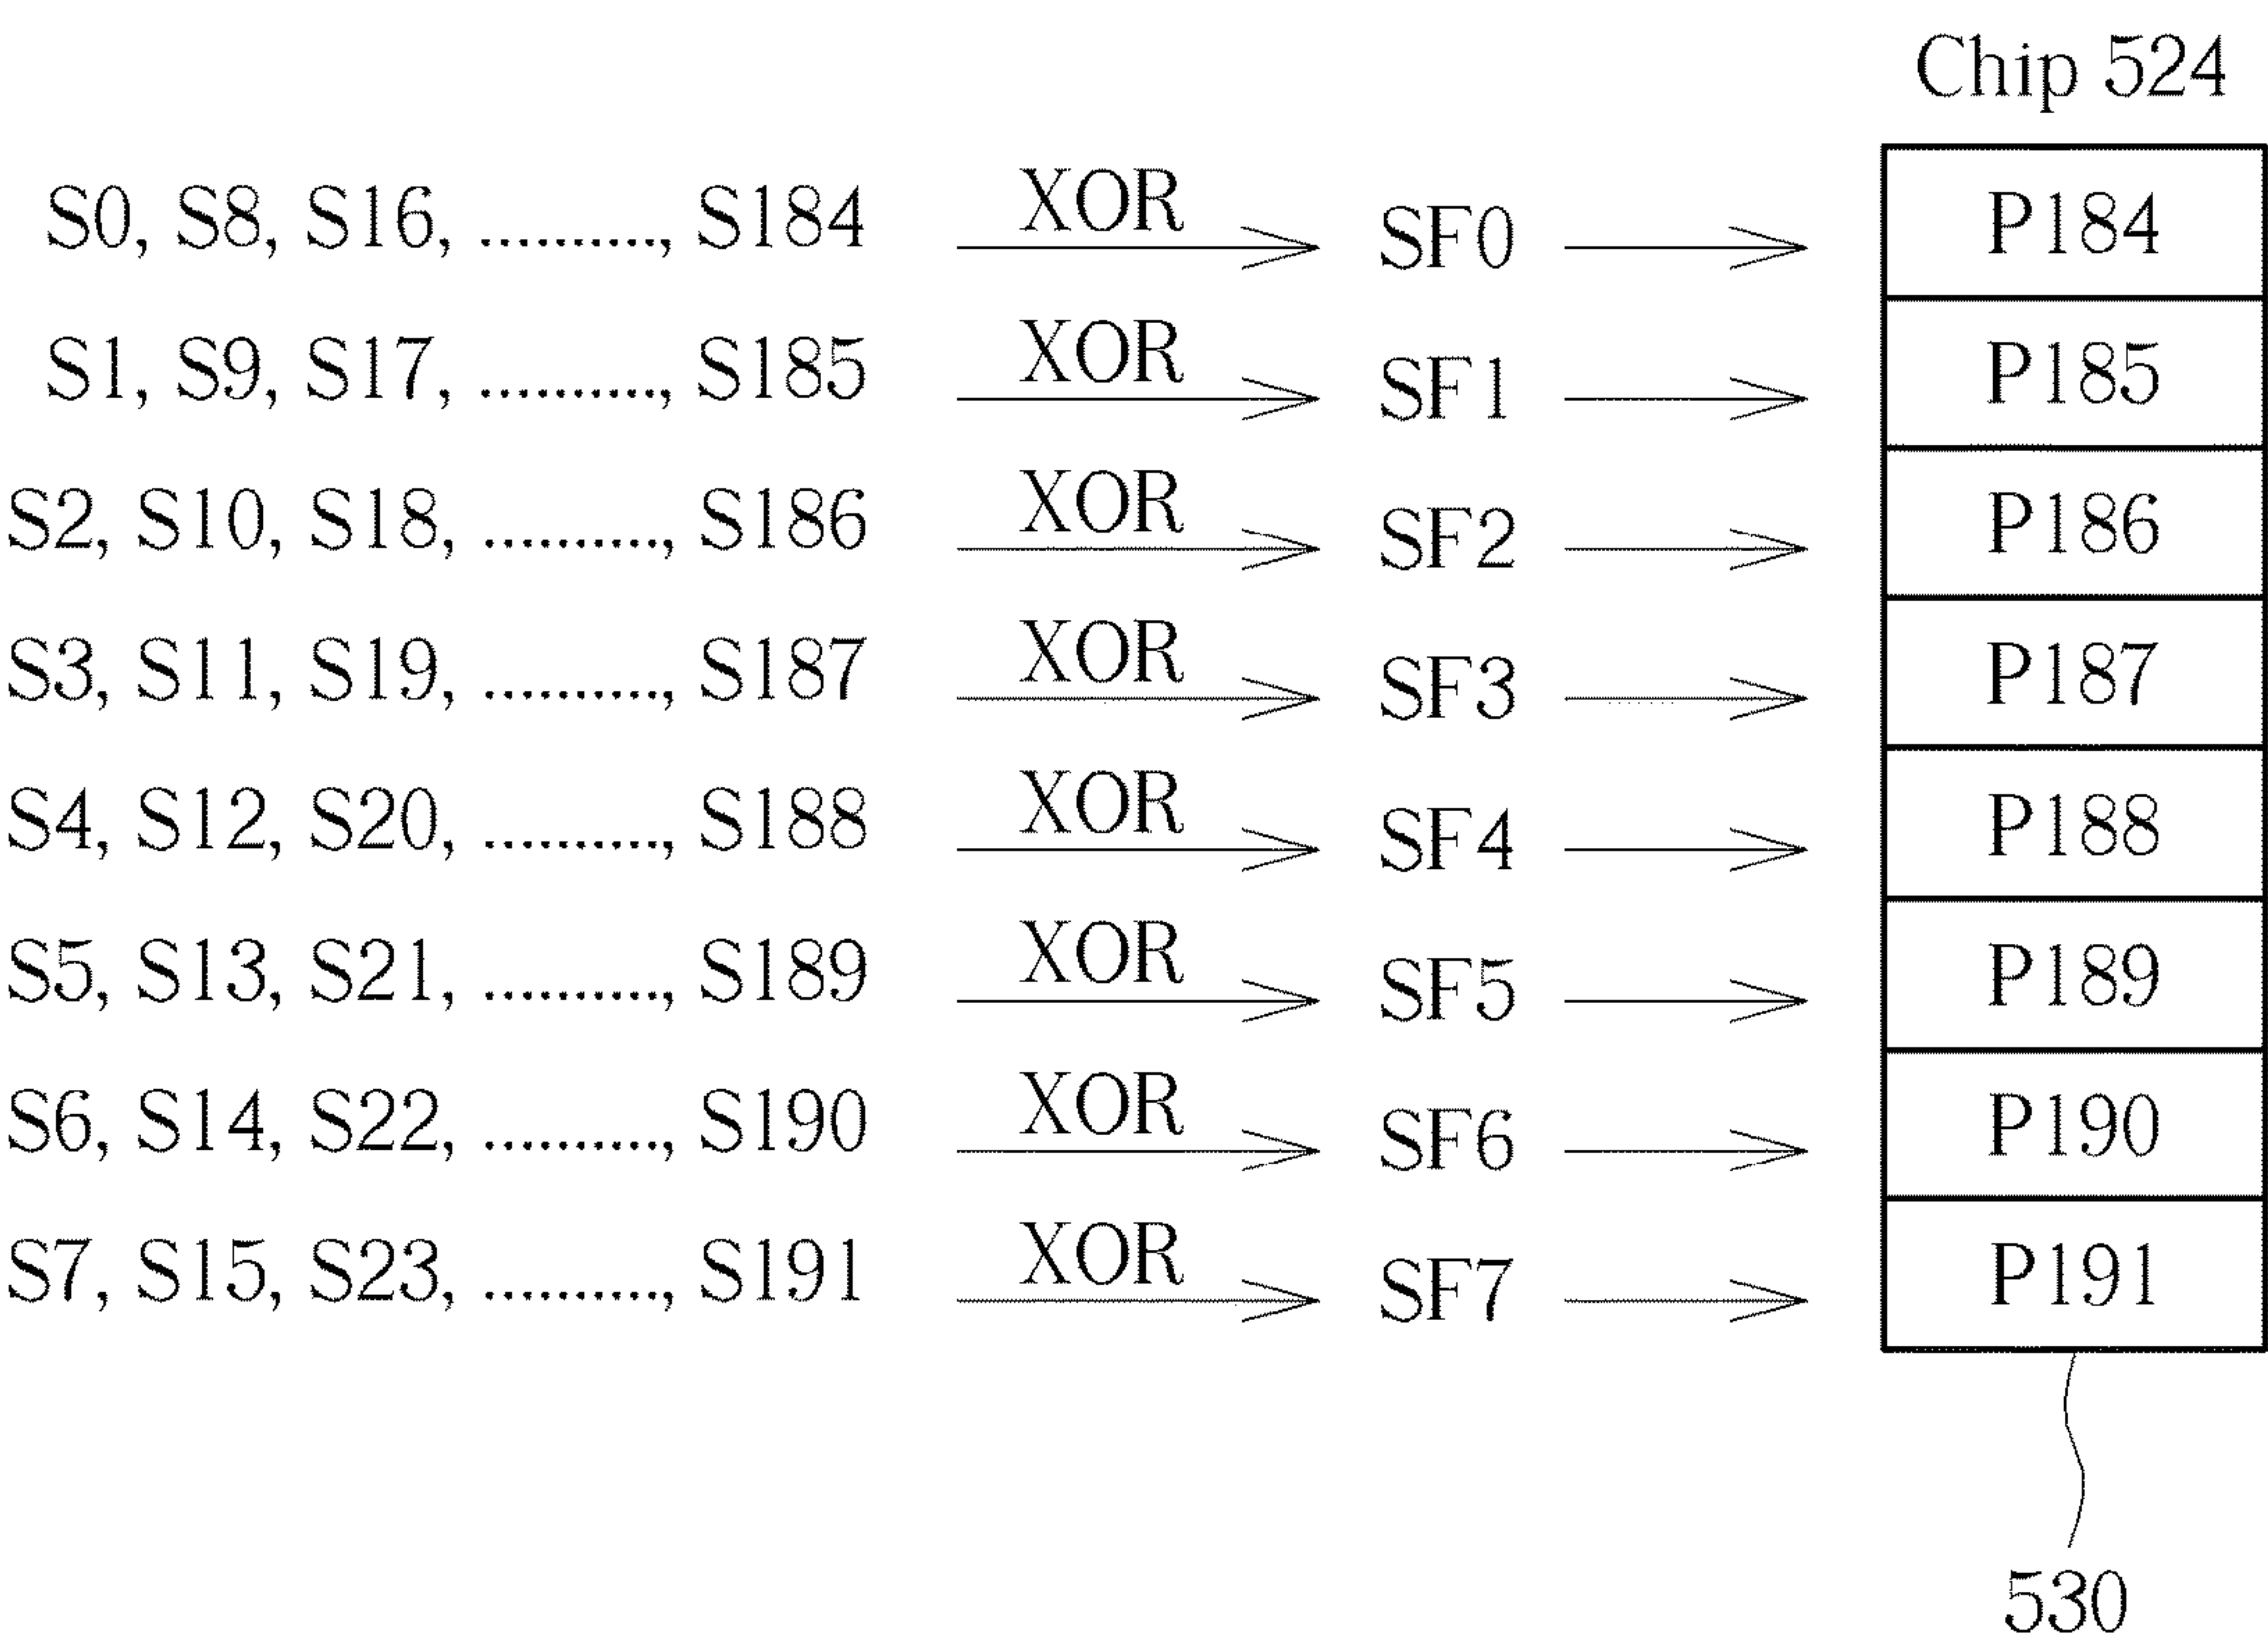 Chip 524
S0, S8, S16, .........., S184 XOR SF0 P184
S1, S9, S17, .........., S185 XOR SF1 P185
S2, S10, S18, .........., S186 XOR SF2 P186
S3, S11, S19, .........., S187 XOR SF3 P187
S4, S12, S20, .........., S188 XOR SF4 P188
S5, S13, S21, .........., S189 XOR SF5 P189
S6, S14, S22, .........., S190 XOR SF6 P190
S7, S15, S23, .........., S191 XOR SF7 P191
530